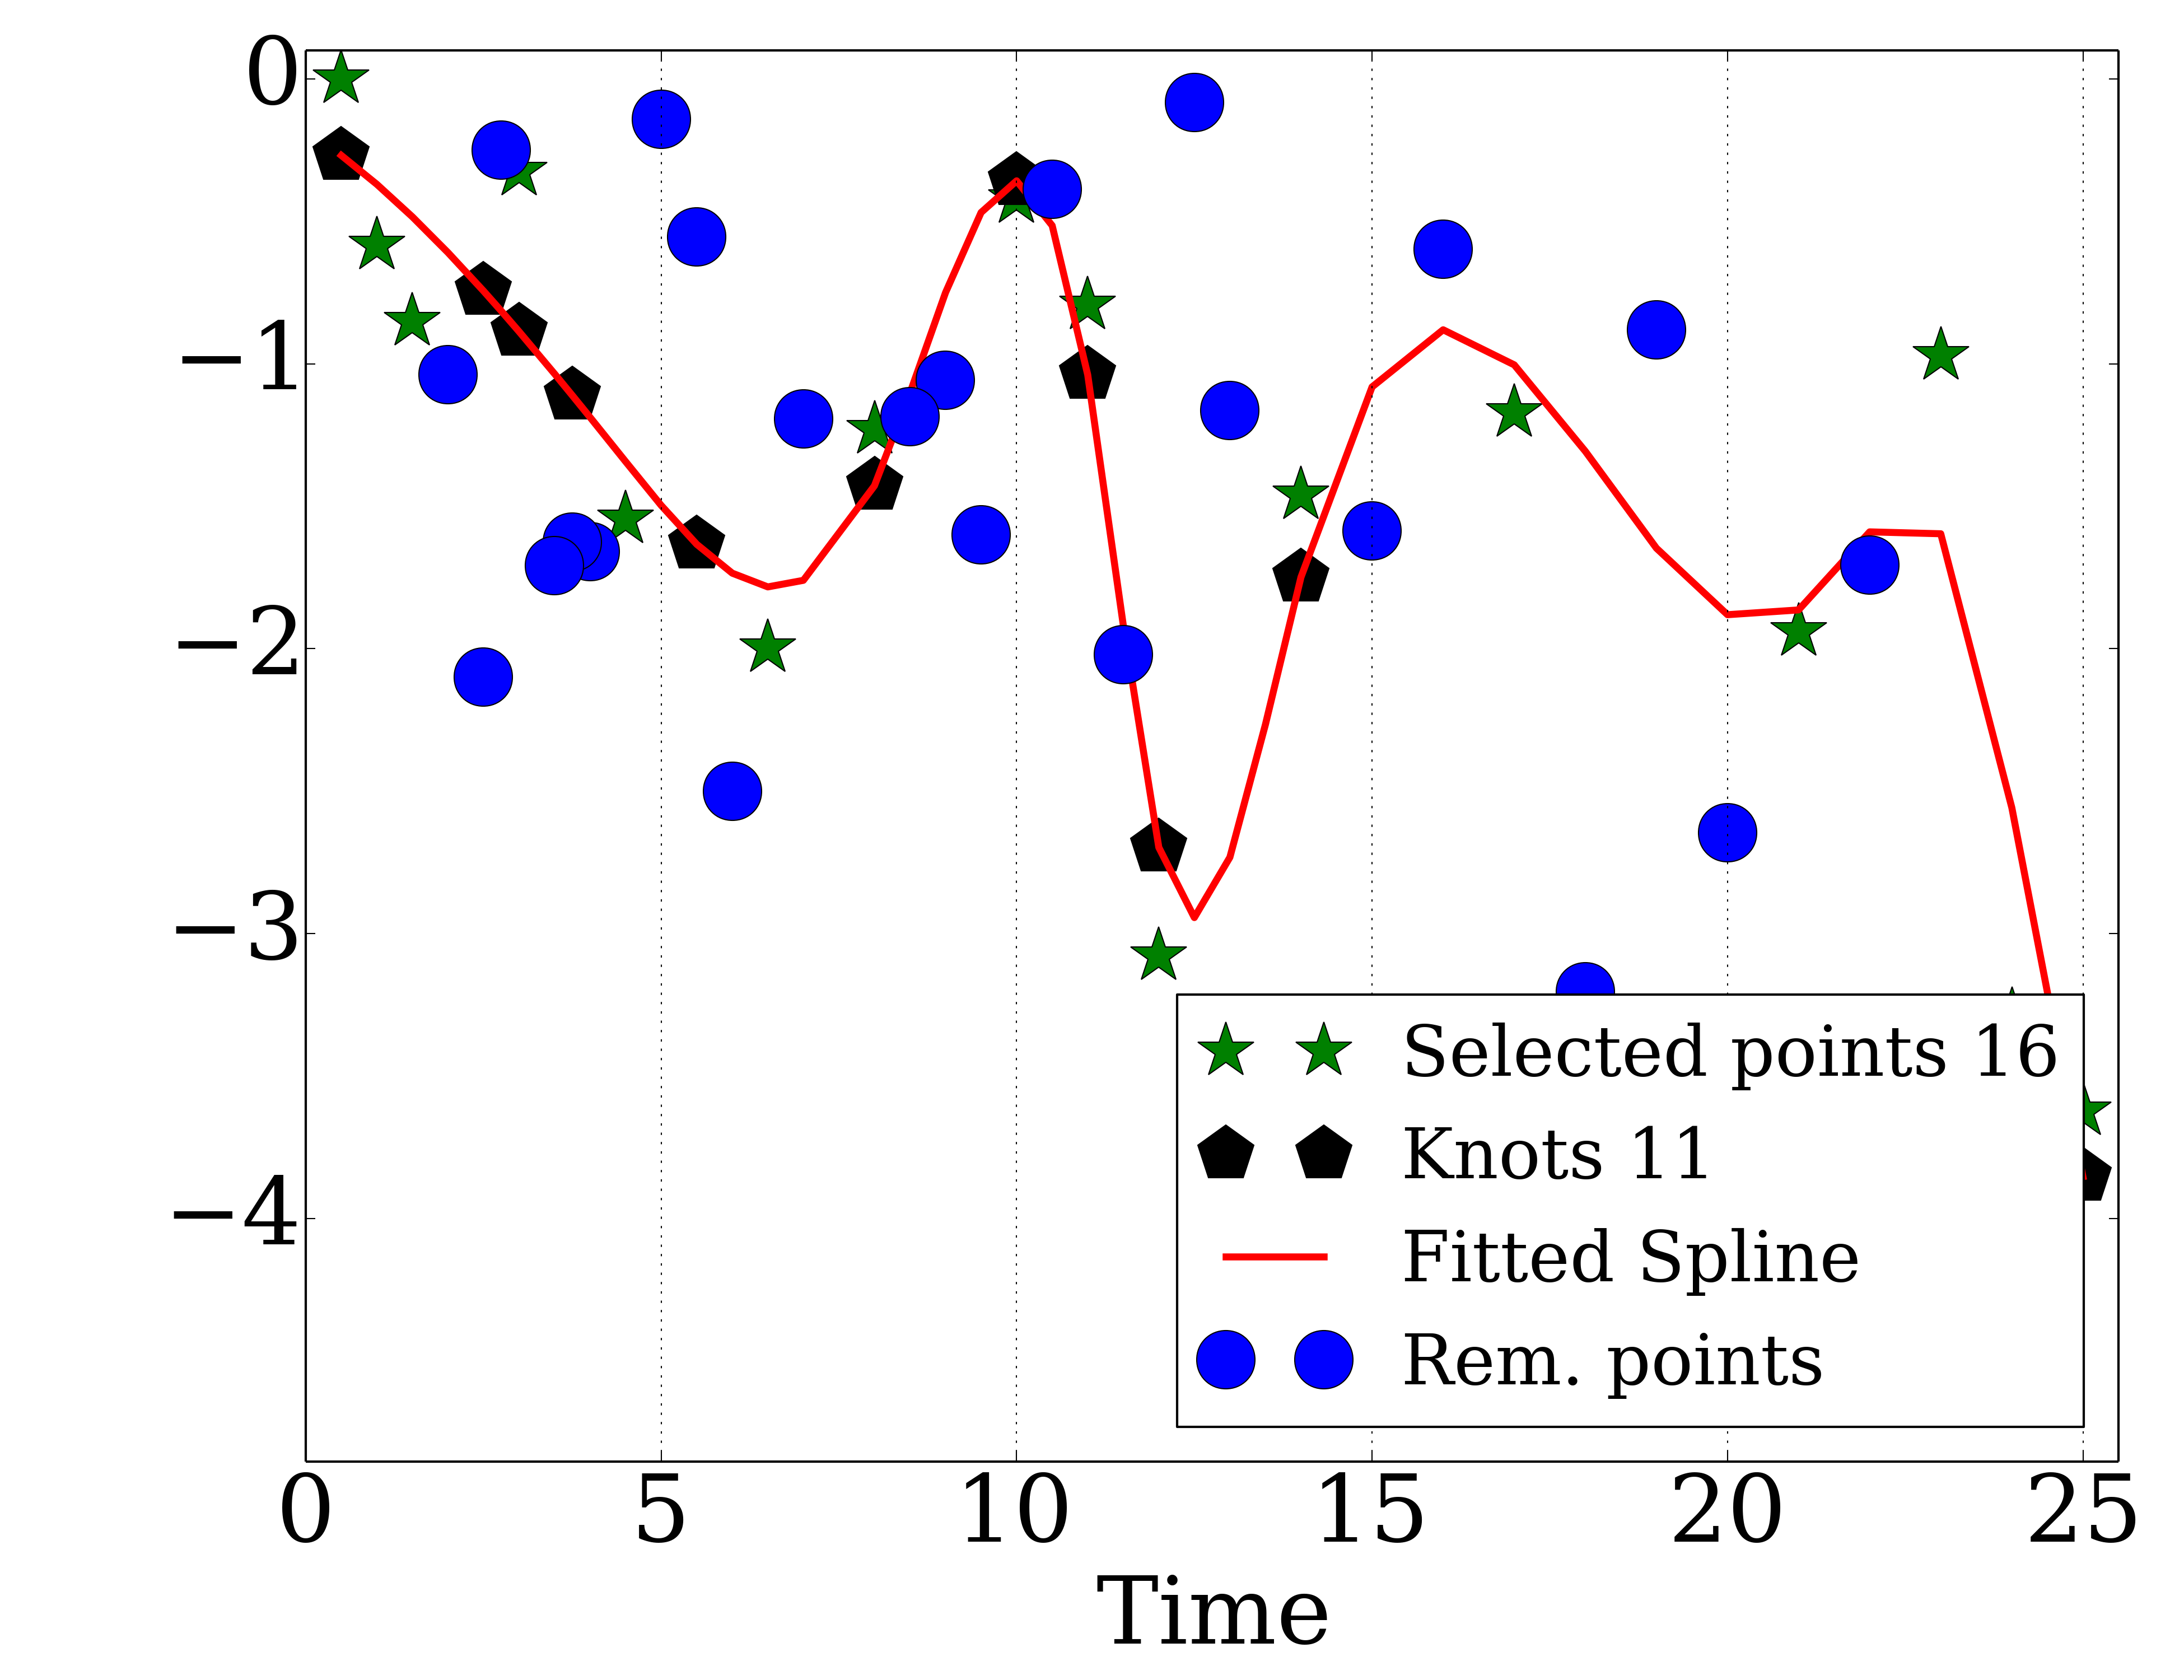 0
−1
−2
−3
−4
Selected points 16
Knots 11
Fitted Spline
Rem. points
0 5 10 15 20 25
Time